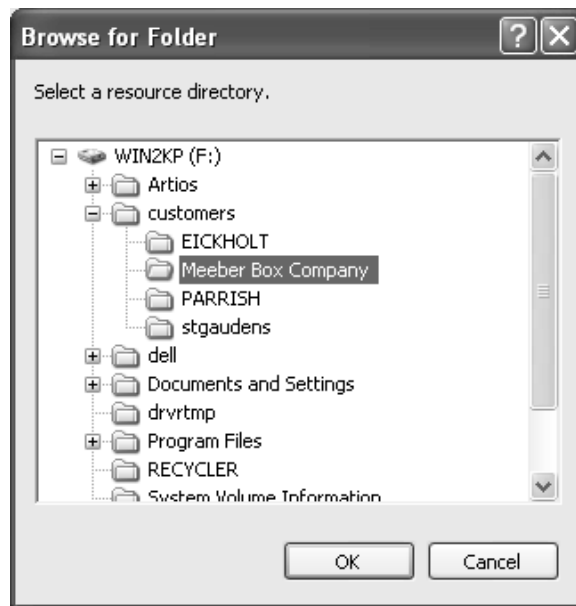 Browse for Folder
Select a resource directory.
WIN2KP (F:)
Artios
customers
EICKHOLT
Meeber Box Company
PARRISH
stgaudens
dell
Documents and Settings
drvrtmp
Program Files
RECYCLER
System Volume Information
OK Cancel